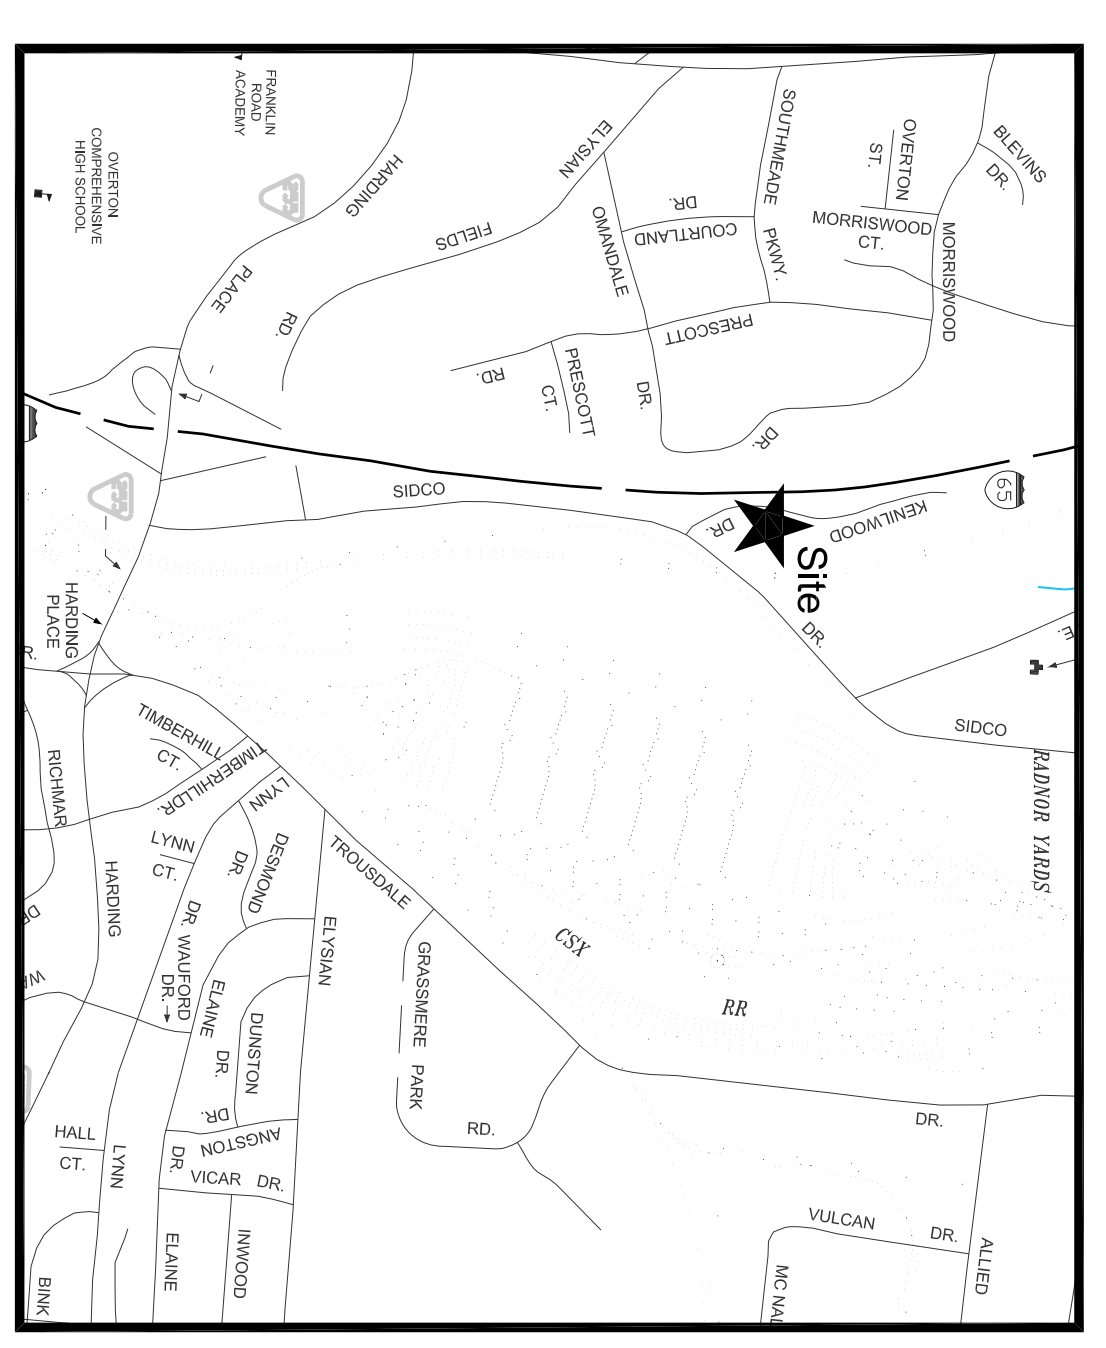 FRANKLIN
ROAD
ACADEMY
OVERTON
COMPREHENSIVE
HIGH SCHOOL
HARDING
PLACE
ELYSIAN
FIELDS
RD.
SOUTHMEADE
PKWY.
OVERTON
ST.
BLEVINS
DR.
MORRISWOOD
CT.
MORRISWOOD
DR.
COURTLAND
DR.
OMANDALE
DR.
PRESCOTT
RD.
PRESCOTT
CT.
65
SIDCO
DR.
KENILWOOD
DR.
Site
E.
SIDCO
RADNOR YARDS
HARDING
PLACE
R.
RICHMAR
TIMBERHILL
CT.
TIMBERHILLDR.
LYNN
DESMOND
DR.
LYNN
CT.
TROUSDALE
HARDING
DR.
WAUFORD
DR.
ELYSIAN
ELAINE
DR.
DUNSTON
DR.
ANGSTON
DR.
VICAR DR.
GRASSMERE
PARK
RD.
CSX
RR
DR.
HALL
CT.
LYNN
ELAINE
INWOOD
BINK
VULCAN
DR.
ALLIED
MC NAL